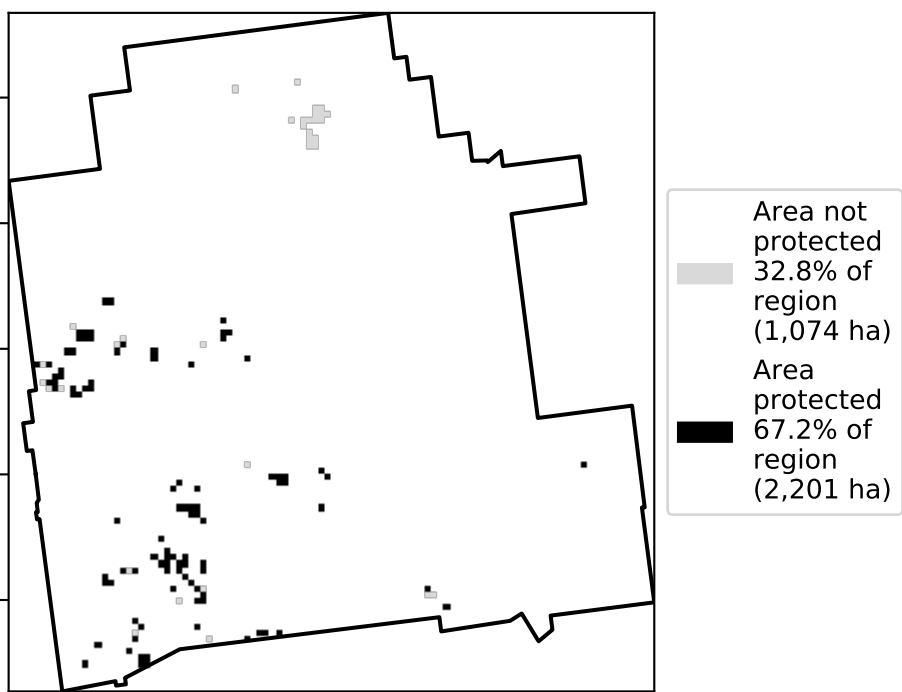 Area not
protected
32.8% of
region
(1,074 ha)
Area
protected
67.2% of
region
(2,201 ha)